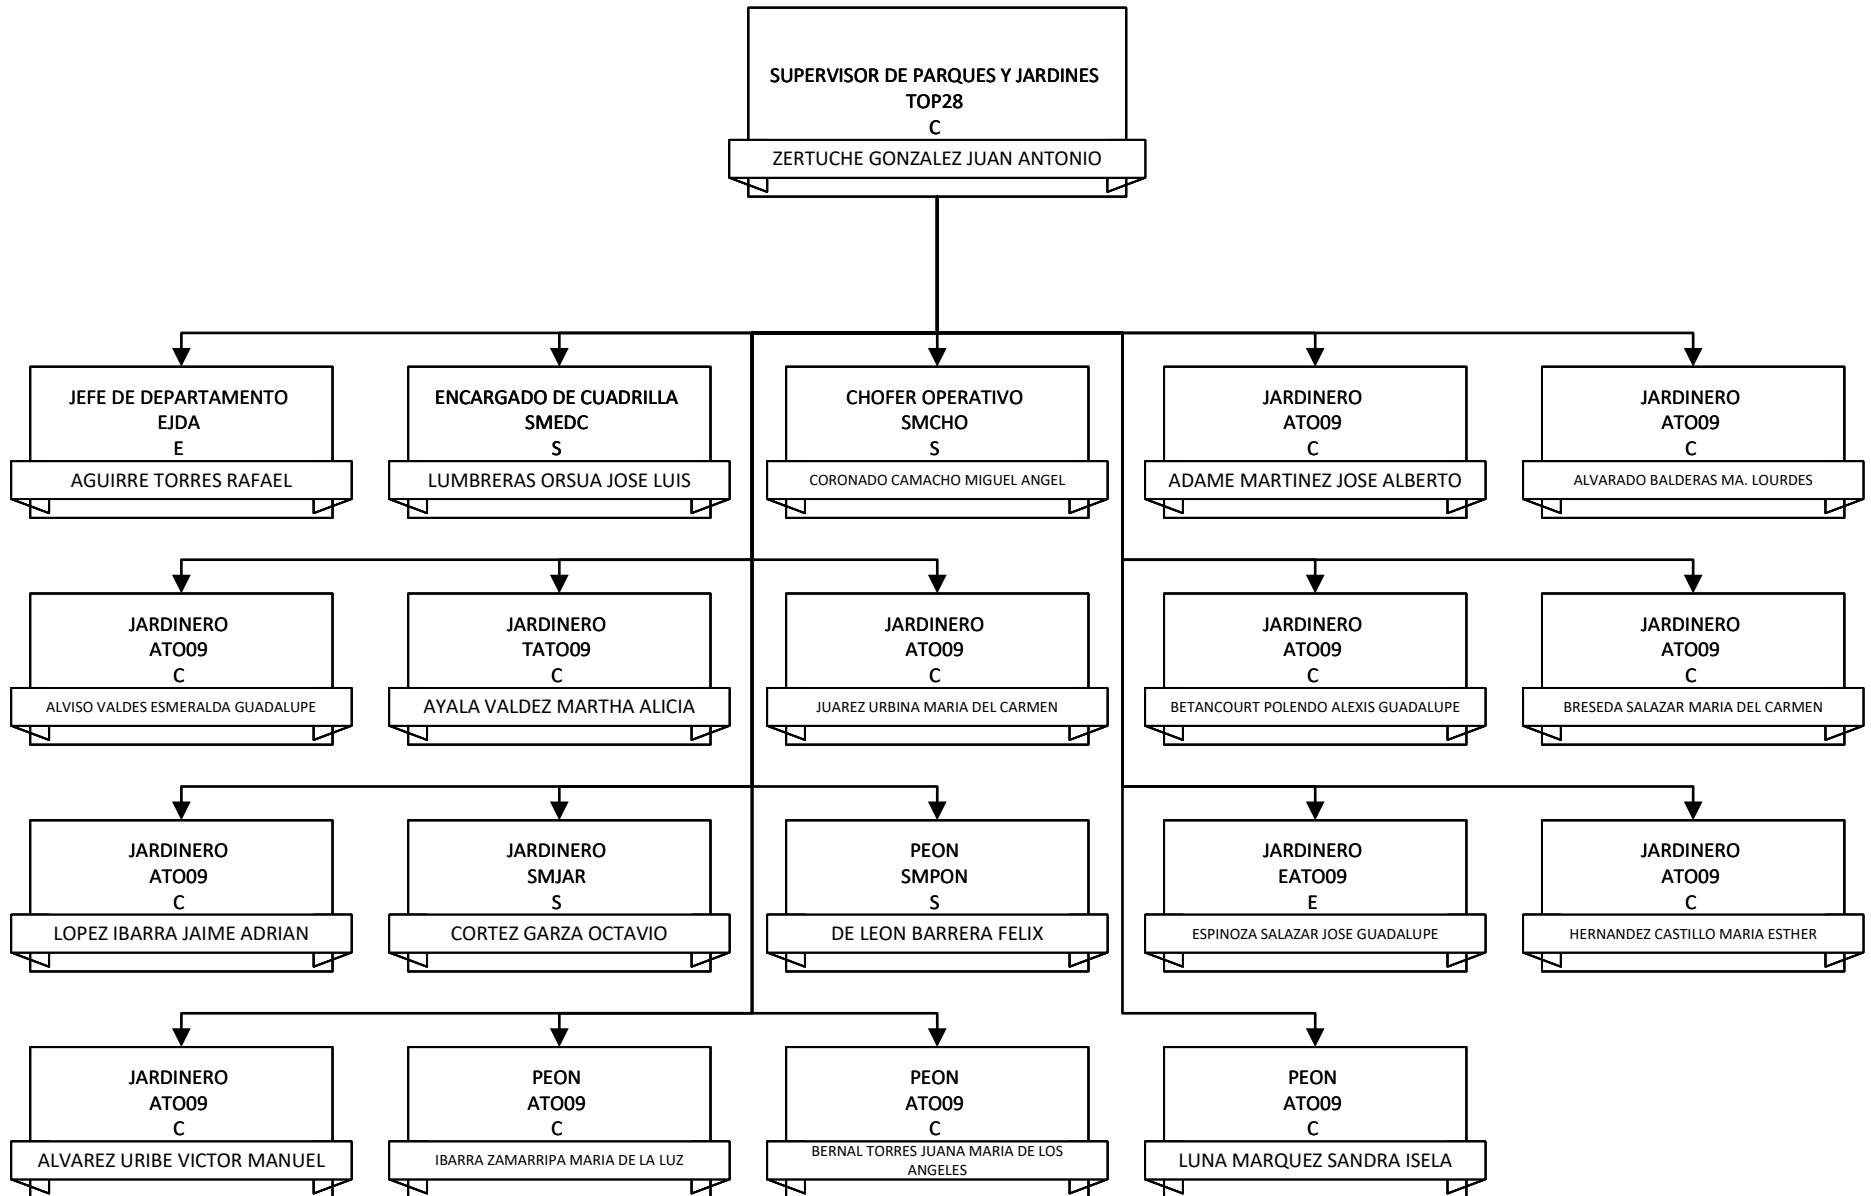 SUPERVISOR DE PARQUES Y JARDINES
TOP28
C
ZERTUCHE GONZALEZ JUAN ANTONIO
JEFE DE DEPARTAMENTO
EJDA
E
AGUIRRE TORRES RAFAEL
ENCARGADO DE CUADRILLA
SMEDC
S
LUMBRERAS ORSUA JOSE LUIS
CHOFER OPERATIVO
SMCHO
S
CORONADO CAMACHO MIGUEL ANGEL
JARDINERO
ATO09
C
ADAME MARTINEZ JOSE ALBERTO
JARDINERO
ATO09
C
ALVARADO BALDERAS MA. LOURDES
JARDINERO
ATO09
C
ALVISO VALDES ESMERALDA GUADALUPE
JARDINERO
TATO09
C
AYALA VALDEZ MARTHA ALICIA
JARDINERO
ATO09
C
JUAREZ URBINA MARIA DEL CARMEN
JARDINERO
ATO09
C
BETANCOURT POLENDO ALEXIS GUADALUPE
JARDINERO
ATO09
C
BRESEDA SALAZAR MARIA DEL CARMEN
JARDINERO
ATO09
C
LOPEZ IBARRA JAIME ADRIAN
JARDINERO
SMJAR
S
CORTEZ GARZA OCTAVIO
PEON
SMPON
S
DE LEON BARRERA FELIX
JARDINERO
EATO09
E
ESPINOZA SALAZAR JOSE GUADALUPE
JARDINERO
ATO09
C
HERNANDEZ CASTILLO MARIA ESTHER
JARDINERO
ATO09
C
ALVAREZ URIBE VICTOR MANUEL
PEON
ATO09
C
IBARRA ZAMARRIPA MARIA DE LA LUZ
PEON
ATO09
C
BERNAL TORRES JUANA MARIA DE LOS
ANGELES
PEON
ATO09
C
LUNA MARQUEZ SANDRA ISELA